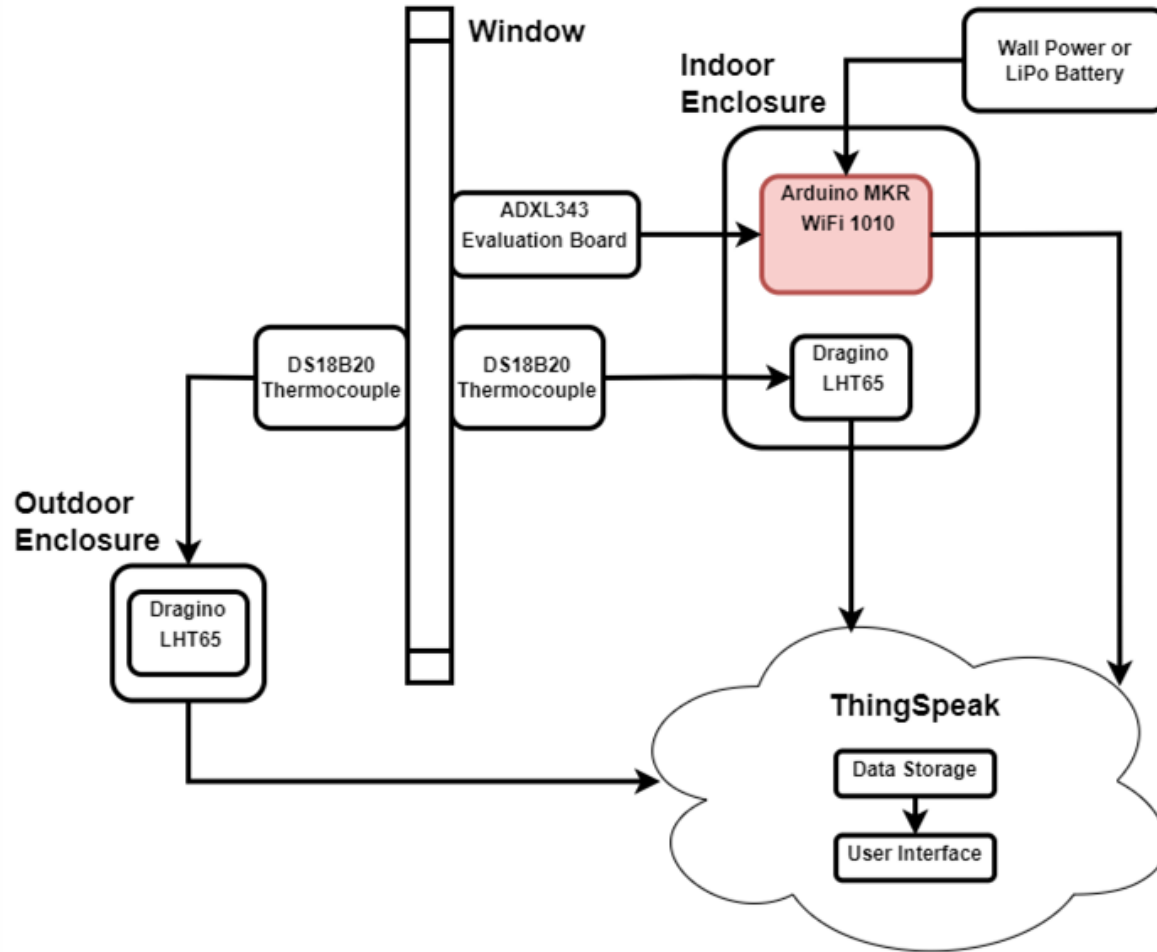 Window
Wall Power or
LiPo Battery
Indoor
Enclosure
Arduino MKR
WiFi 1010
ADXL343
Evaluation Board
DS18B20
Thermocouple
DS18B20
Thermocouple
Dragino
LHT65
Outdoor
Enclosure
Dragino
LHT65
ThingSpeak
Data Storage
User Interface